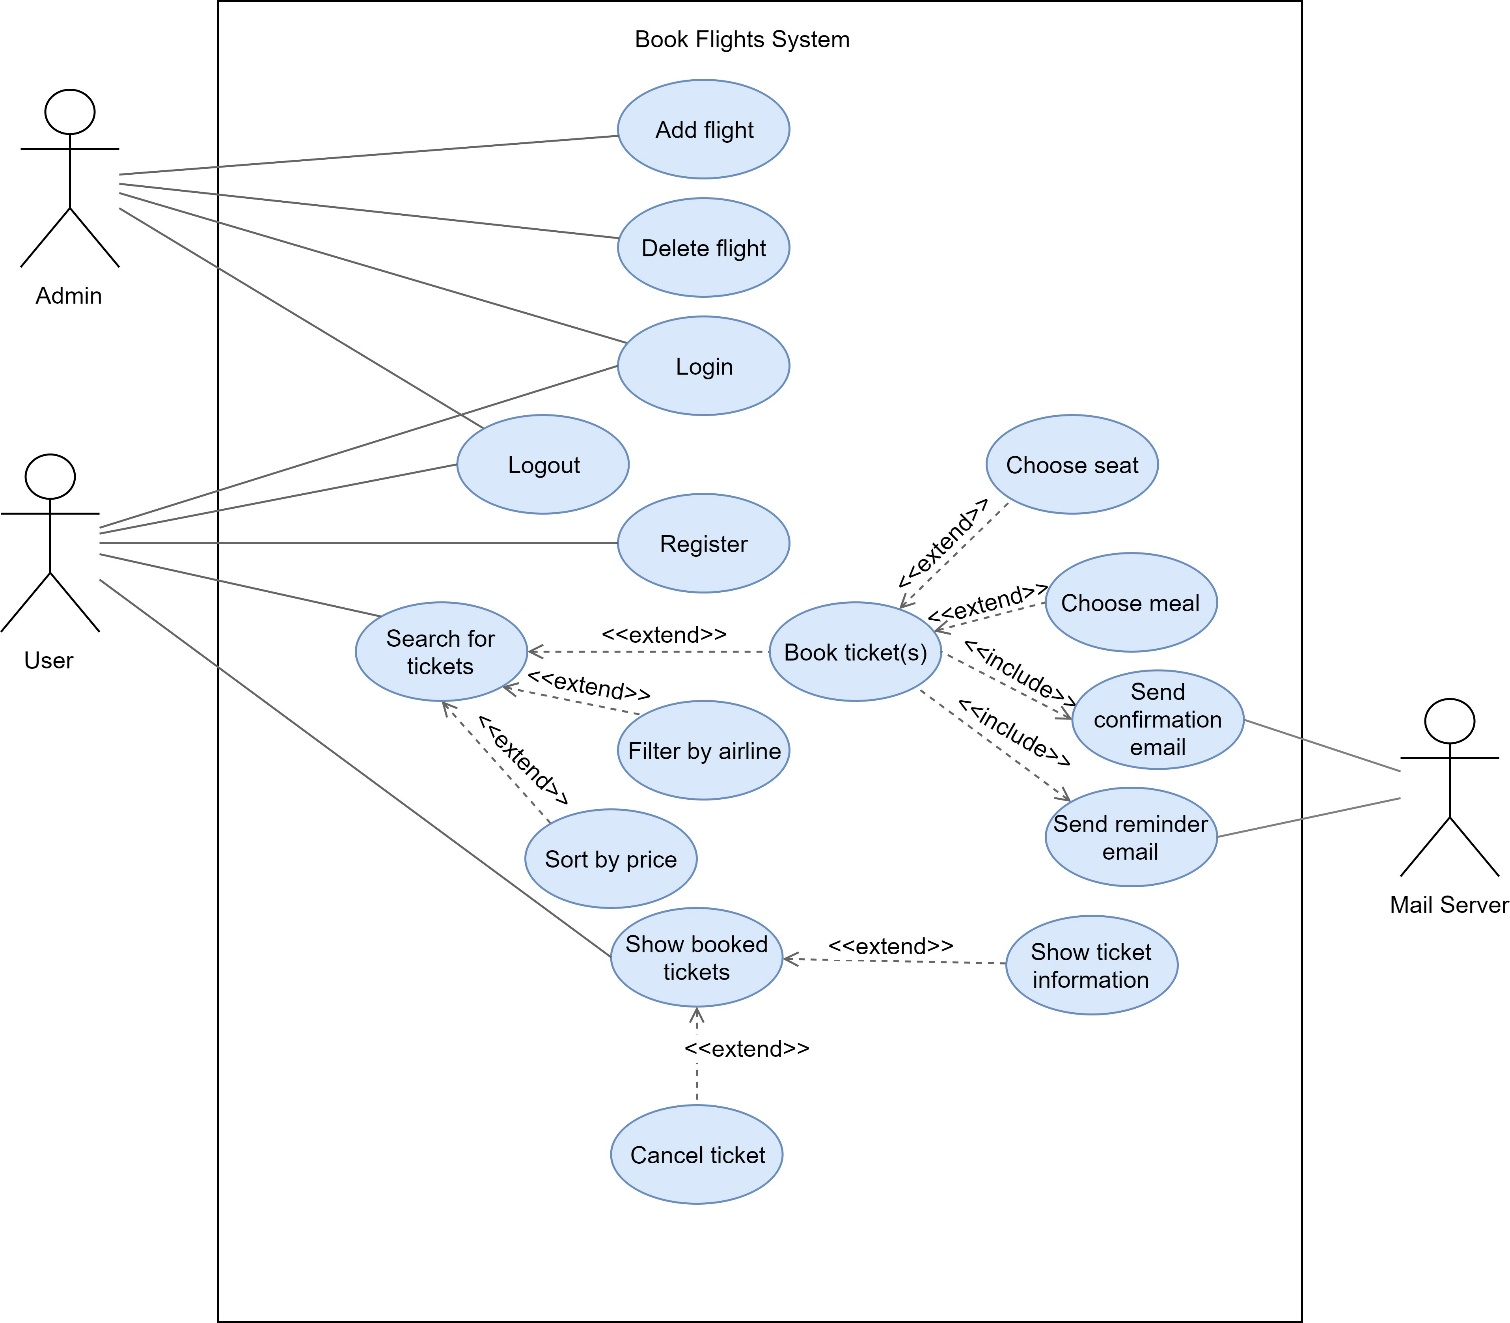 Book Flights System
Add flight
Delete flight
Admin
Login
Logout
Choose seat
<<extend>>
Register
Choose meal
<<extend>>
User
Search for
tickets
<<extend>>
Book ticket(s)
<<include>>
<<extend>>
Send
confirmation
email
<<include>>
Filter by airline
<<extend>>
Send reminder
email
Sort by price
Mail Server
Show booked
tickets
<<extend>>
Show ticket
information
<<extend>>
Cancel ticket